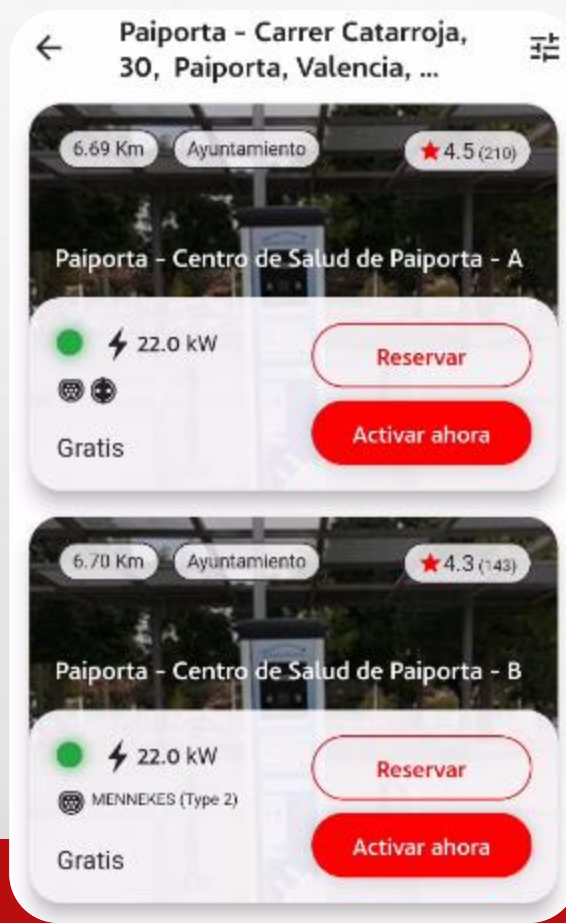 Paiporta - Carrer Catarroja,
30, Paiporta, Valencia, ...
6.69 Km
Ayuntamiento
4.5 (210)
Paiporta - Centro de Salud de Paiporta - A
22.0 kW
Reservar
Gratis
Activar ahora
6.70 Km
Ayuntamiento
4.3 (143)
Paiporta - Centro de Salud de Paiporta - B
22.0 kW
Reservar
MENNEKES (Type 2)
Gratis
Activar ahora